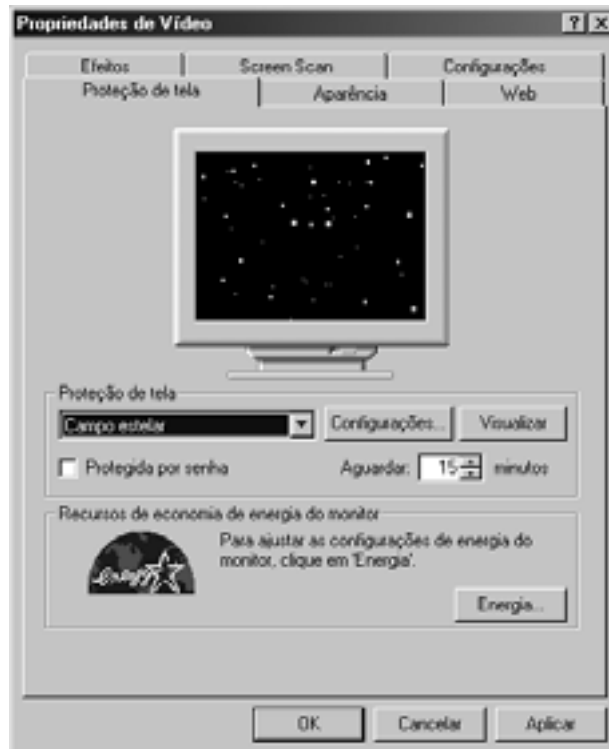 Propriedades de Vídeo
Efeitos Screen Scan Configurações
Proteção de tela Aparência Web
Proteção de tela
Campo estelar Configurações... Visualizar
Protegida por senha Aguardar: 15 minutos
Recursos de economia de energia do monitor
Para ajustar as configurações de energia do
monitor, clique em 'Energia'.
energy
Energia...
OK Cancelar Aplicar